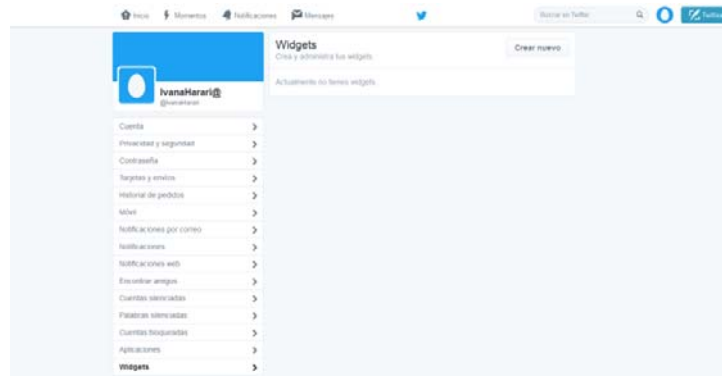 Inicio Momentos Notificaciones Mensajes Buscar en Twitter Twittear
Widgets
Crea y administra tus widgets.
Crear nuevo
Actualmente no tienes widgets.
IvanaHarari@
@IvanaHarari
Cuenta
Privacidad y seguridad
Contraseña
Tarjetas y envíos
Historial de pedidos
Móvil
Notificaciones por correo
Notificaciones
Notificaciones web
Encontrar amigos
Cuentas silenciadas
Palabras silenciadas
Cuentas bloqueadas
Aplicaciones
Widgets